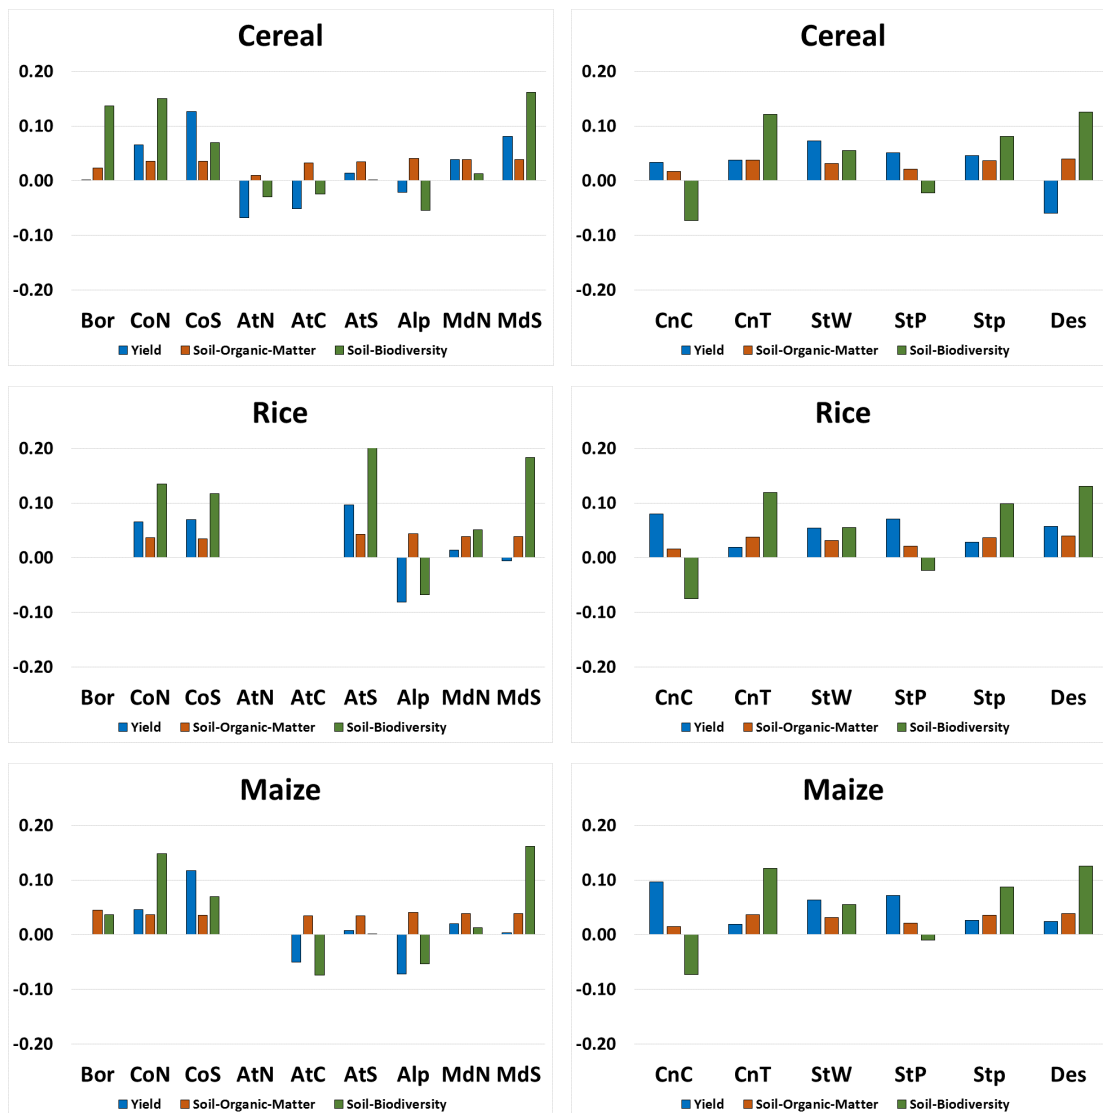 Cereal
0.20
0.10
0.00
-0.10
-0.20
Bor CoN CoS AtN AtC AtS Alp MdN MdS
Yield Soil-Organic-Matter Soil-Biodiversity
Cereal
0.20
0.10
0.00
-0.10
-0.20
CnC CnT StW StP Stp Des
Yield Soil-Organic-Matter Soil-Biodiversity
Rice
0.20
0.10
0.00
-0.10
-0.20
Bor CoN CoS AtN AtC AtS Alp MdN MdS
Yield Soil-Organic-Matter Soil-Biodiversity
Rice
0.20
0.10
0.00
-0.10
-0.20
CnC CnT StW StP Stp Des
Yield Soil-Organic-Matter Soil-Biodiversity
Maize
0.20
0.10
0.00
-0.10
-0.20
Bor CoN CoS AtN AtC AtS Alp MdN MdS
Yield Soil-Organic-Matter Soil-Biodiversity
Maize
0.20
0.10
0.00
-0.10
-0.20
CnC CnT StW StP Stp Des
Yield Soil-Organic-Matter Soil-Biodiversity